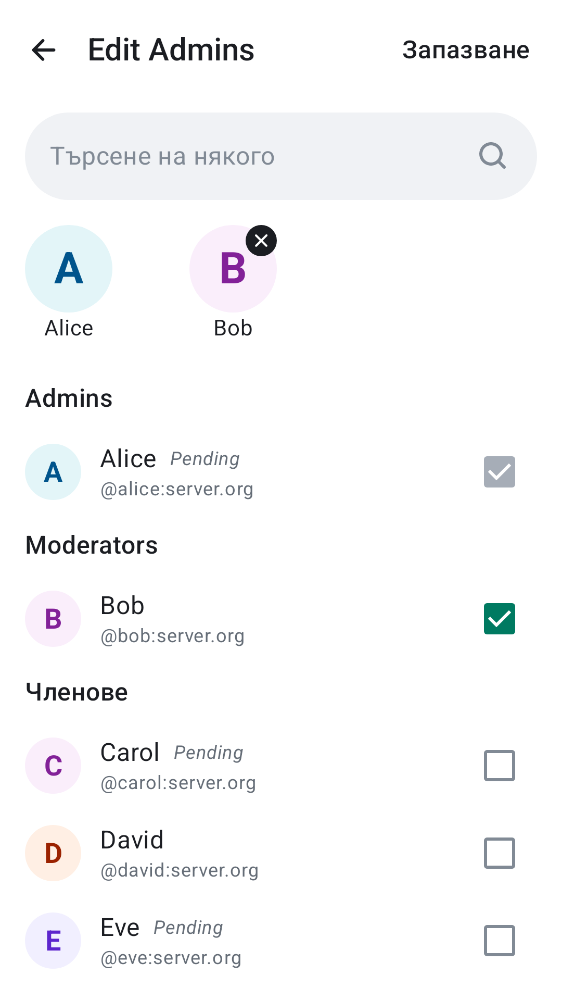 Edit Admins Запазване
Търсене на някого
A B
Alice Bob
Admins
A Alice Pending
@alice:server.org
Moderators
B Bob
@bob:server.org
Членове
C Carol Pending
@carol:server.org
D David
@david:server.org
E Eve Pending
@eve:server.org